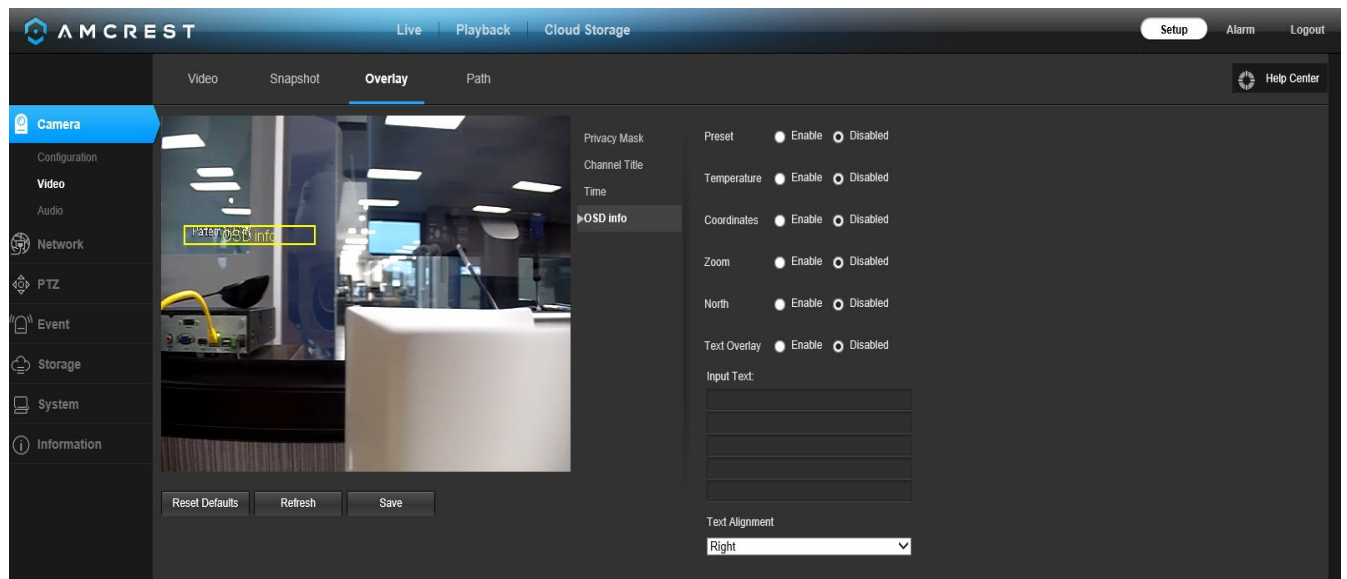 AMCREST
Live Playback Cloud Storage
Setup Alarm Logout
Video Snapshot Overlay Path
Help Center
Camera
Configuration
Video
Audio
Network
PTZ
Event
Storage
System
Information
OSD info
Reset Defaults Refresh Save
Privacy Mask
Channel Title
Time
OSD info
Preset Enable Disabled
Temperature Enable Disabled
Coordinates Enable Disabled
Zoom Enable Disabled
North Enable Disabled
Text Overlay Enable Disabled
Input Text:
Text Alignment
Right